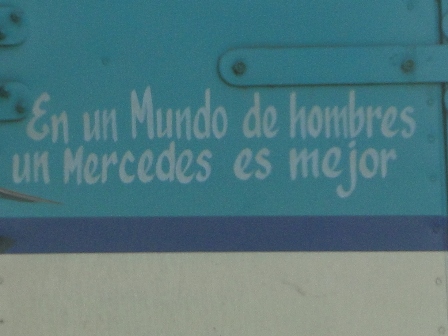 En un Mundo de hombres
un Mercedes es mejor